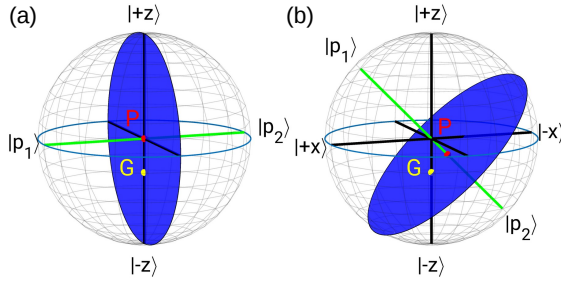 (a)
|+z⟩
|p₁⟩
P
|p₂⟩
G
|-z⟩
(b)
|+z⟩
|p₁⟩
P
|+x⟩
|-x⟩
G
|p₂⟩
|-z⟩